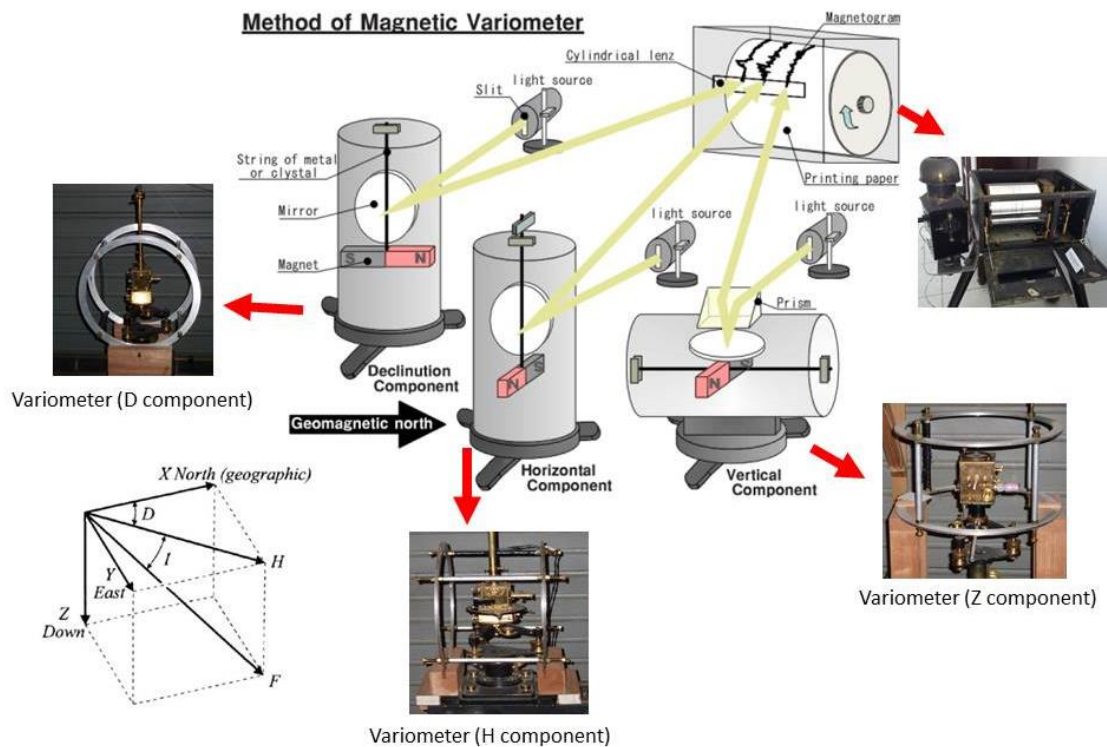 Method of Magnetic Variometer
Magnetogram
Cylindrical lenz
light source
Slit
String of metal
or clystal
Mirror
S
N
Magnet
Printing paper
light source
light source
Prism
N
S
N
S
Declinution
Component
Variometer (D component)
Geomagnetic north
Horizontal
Component
Vertical
Component
X North (geographic)
D
I
H
Y
East
Z
Down
F
Variometer (Z component)
Variometer (H component)